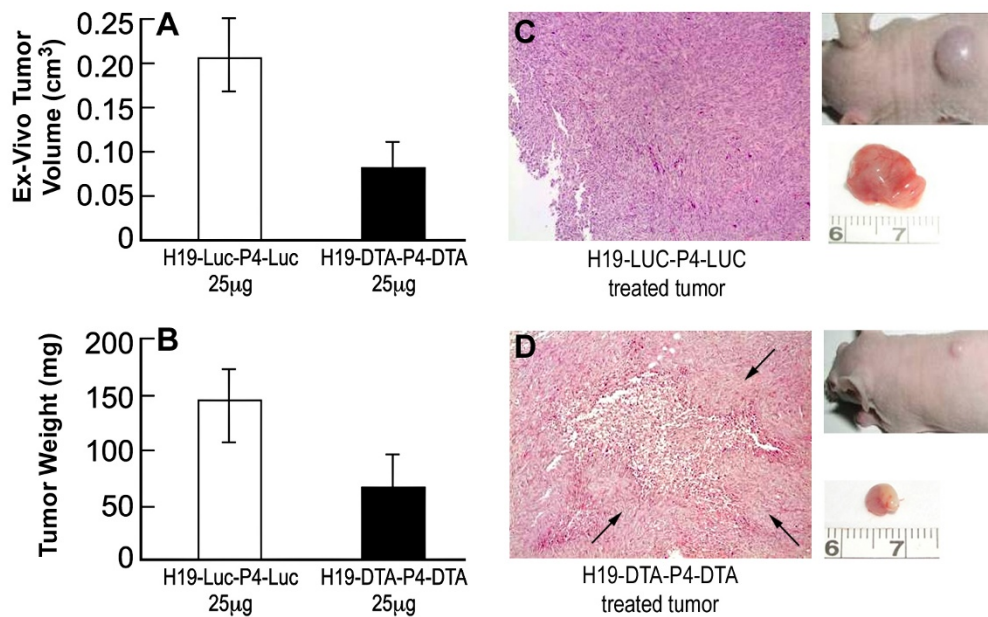 A
Ex-Vivo Tumor
Volume (cm³)
0.25
0.20
0.15
0.10
0.05
0
H19-Luc-P4-Luc
25µg
H19-DTA-P4-DTA
25µg
C
H19-LUC-P4-LUC
treated tumor
6 7
B
Tumor Weight (mg)
200
150
100
50
0
H19-Luc-P4-Luc
25µg
H19-DTA-P4-DTA
25µg
D
H19-DTA-P4-DTA
treated tumor
6 7